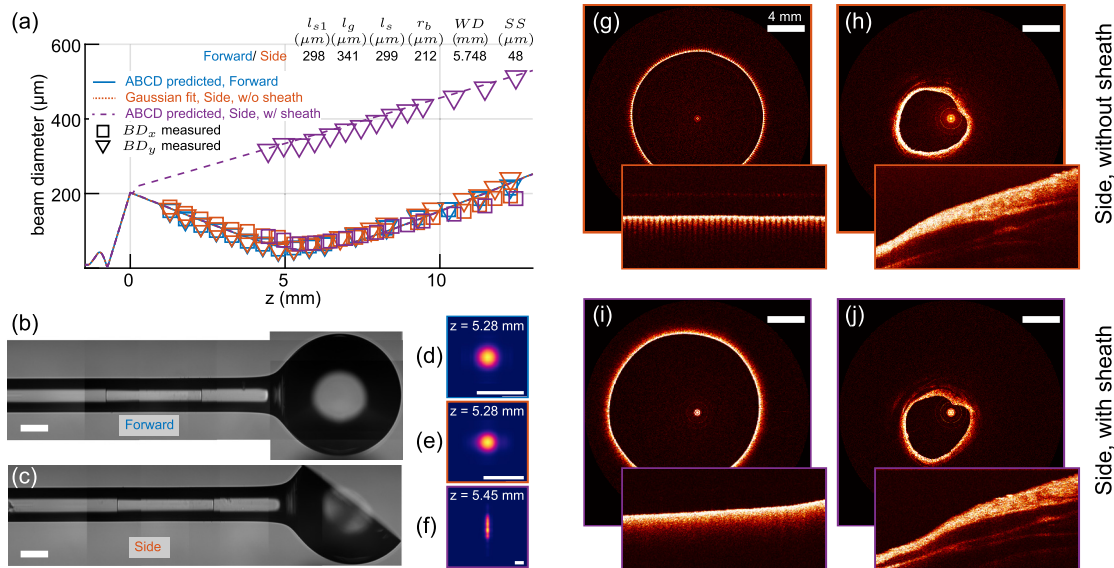 (a)
l_{s1} l_g l_s r_b WD SS
(μm) (μm) (μm) (μm) (mm) (μm)
Forward/ Side 298 341 299 212 5.748 48
ABCD predicted, Forward
Gaussian fit, Side, w/o sheath
ABCD predicted, Side, w/ sheath
BD_x measured
BD_y measured
beam diameter (μm)
600
400
200
0 5 10
z (mm)
(b)
Forward
(c)
Side
(d)
z = 5.28 mm
(e)
z = 5.28 mm
(f)
z = 5.45 mm
(g)
4 mm
(h)
Side, without sheath
(i)
(j)
Side, with sheath